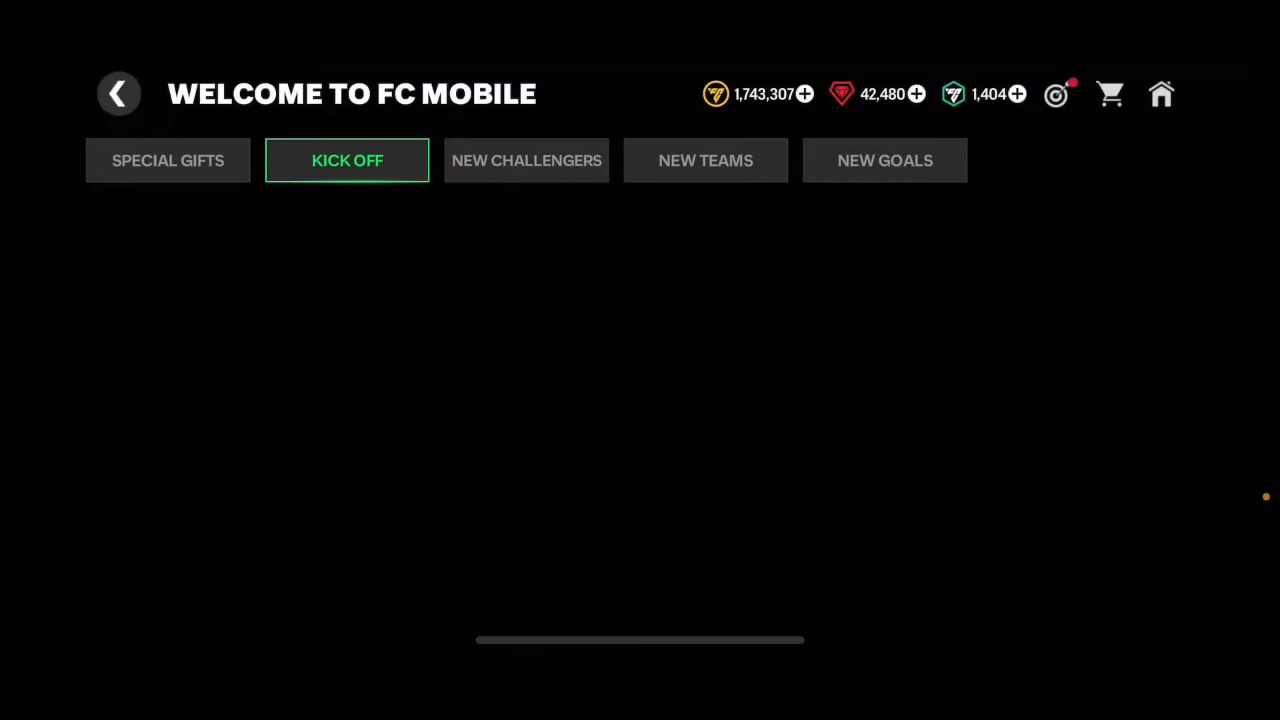 WELCOME TO FC MOBILE
1,743,307
42,480
1,404
SPECIAL GIFTS
KICK OFF
NEW CHALLENGERS
NEW TEAMS
NEW GOALS